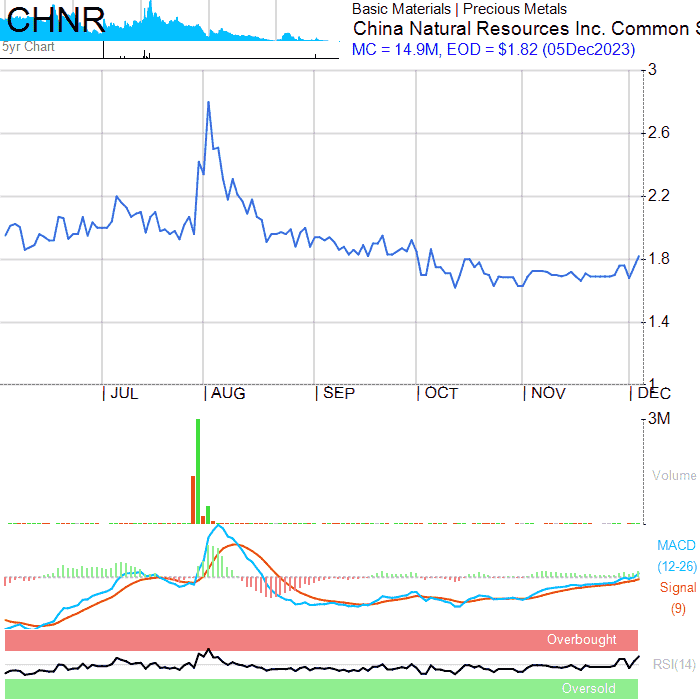 CHNR
5yr Chart
Basic Materials | Precious Metals
China Natural Resources Inc. Common S
MC = 14.9M, EOD = $1.82 (05Dec2023)
3
2.6
2.2
1.8
1.4
1
JUL AUG SEP OCT NOV DEC
3M
Volume
MACD
(12-26)
Signal
(9)
Overbought
RSI(14)
Oversold